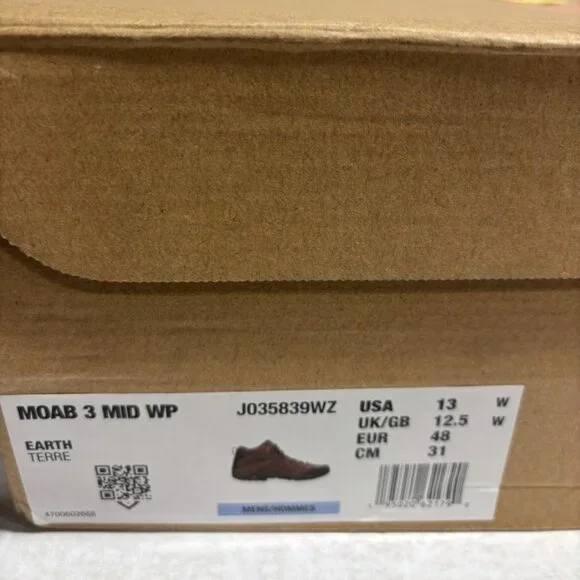 MOAB 3 MID WP J035839WZ
EARTH
TERRE
USA 13 W
UK/GB 12.5 W
EUR 48
CM 31
MENS/HOMMES